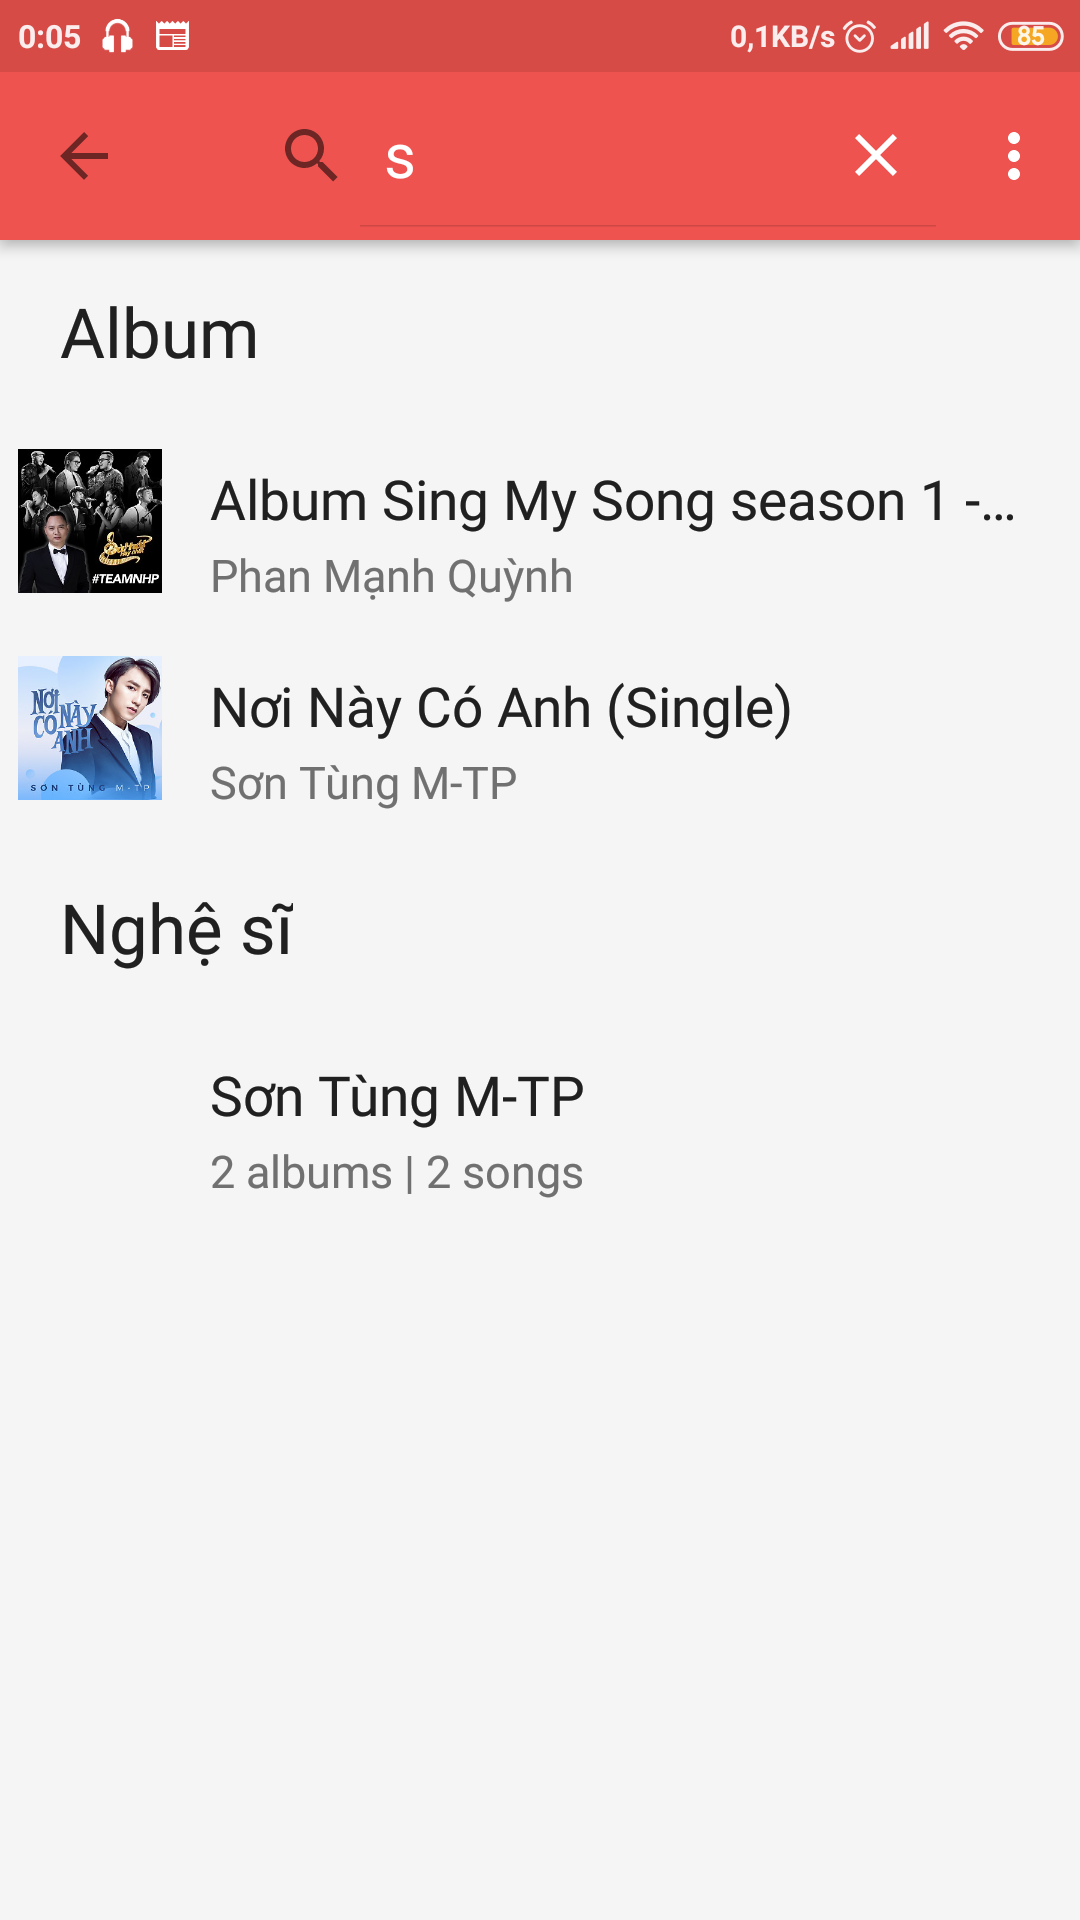 0:05 0,1KB/s 85
s
Album
Album Sing My Song season 1 -...
Phan Mạnh Quỳnh
#TEAMNHP
Nơi Này Có Anh (Single)
Sơn Tùng M-TP
NƠI
NÀY
CÓ
ANH
SƠN TÙNG M-TP
Nghệ sĩ
Sơn Tùng M-TP
2 albums | 2 songs